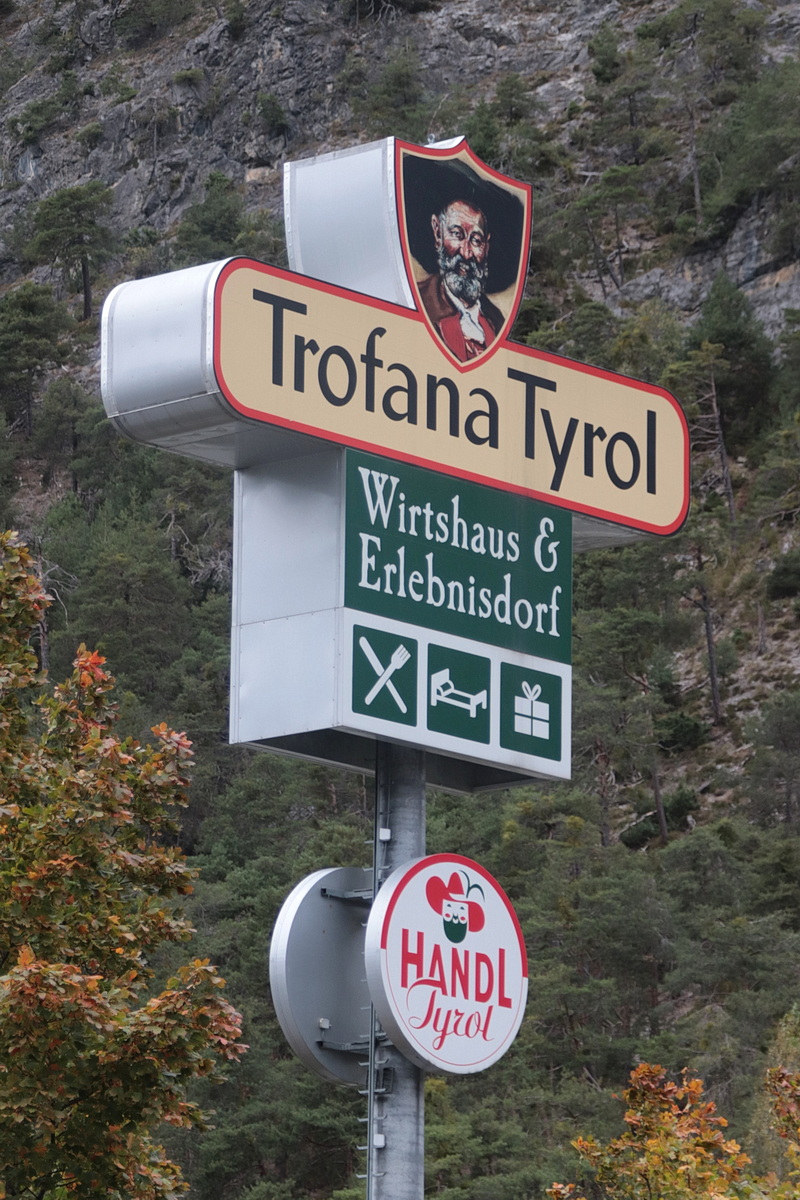 Trofana Tyrol
Wirtshaus &
Erlebnisdorf
HANDL
Tyrol